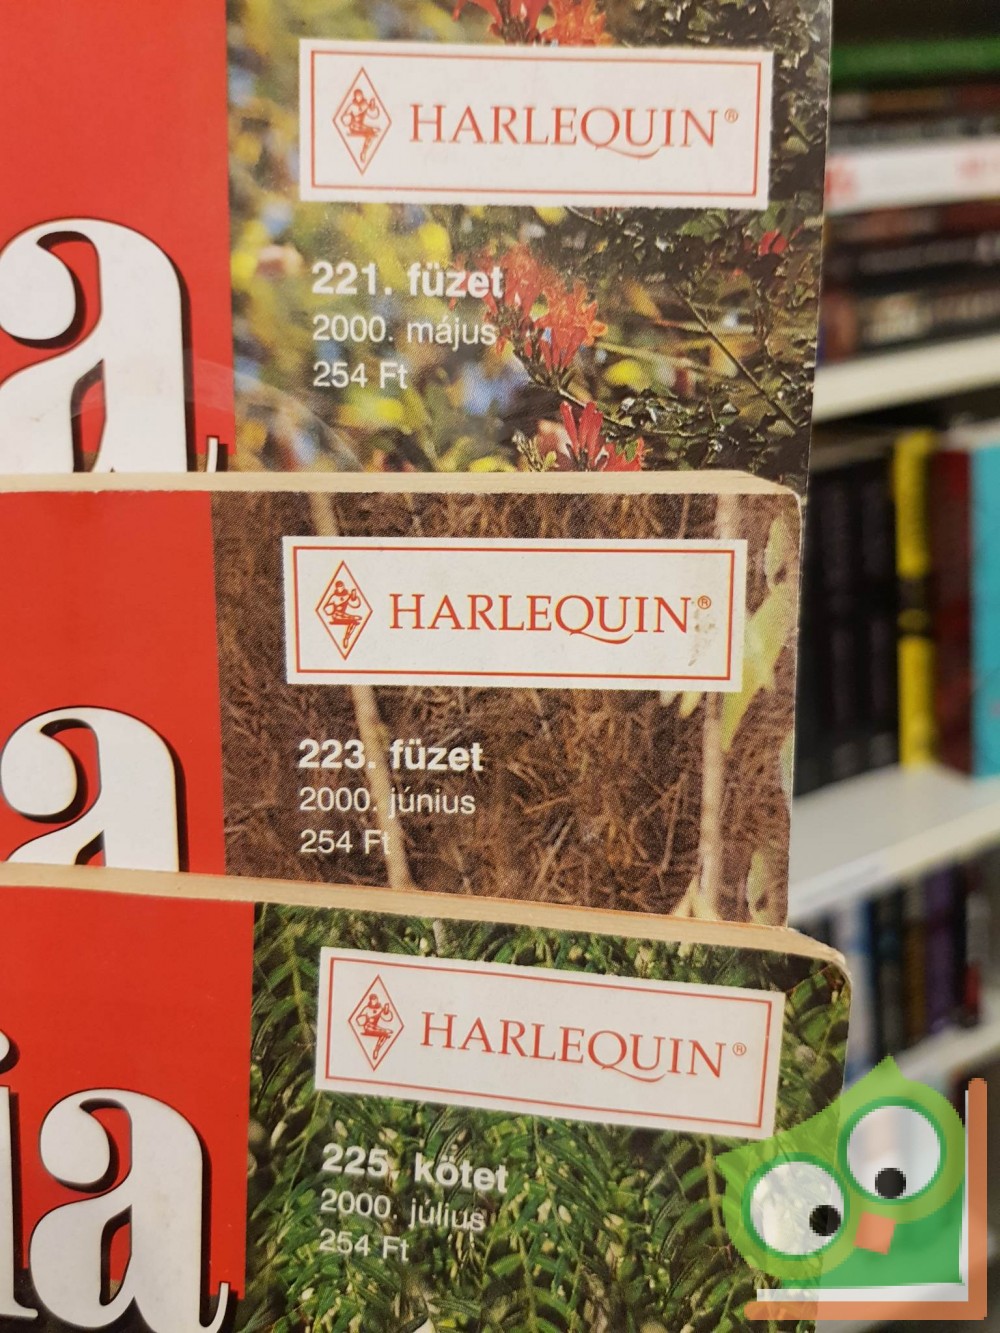 HARLEQUIN®
221. füzet
2000. május
254 Ft
a
HARLEQUIN®
223. füzet
2000. június
254 Ft
a
HARLEQUIN®
225. kötet
2000. július
254 Ft
ia